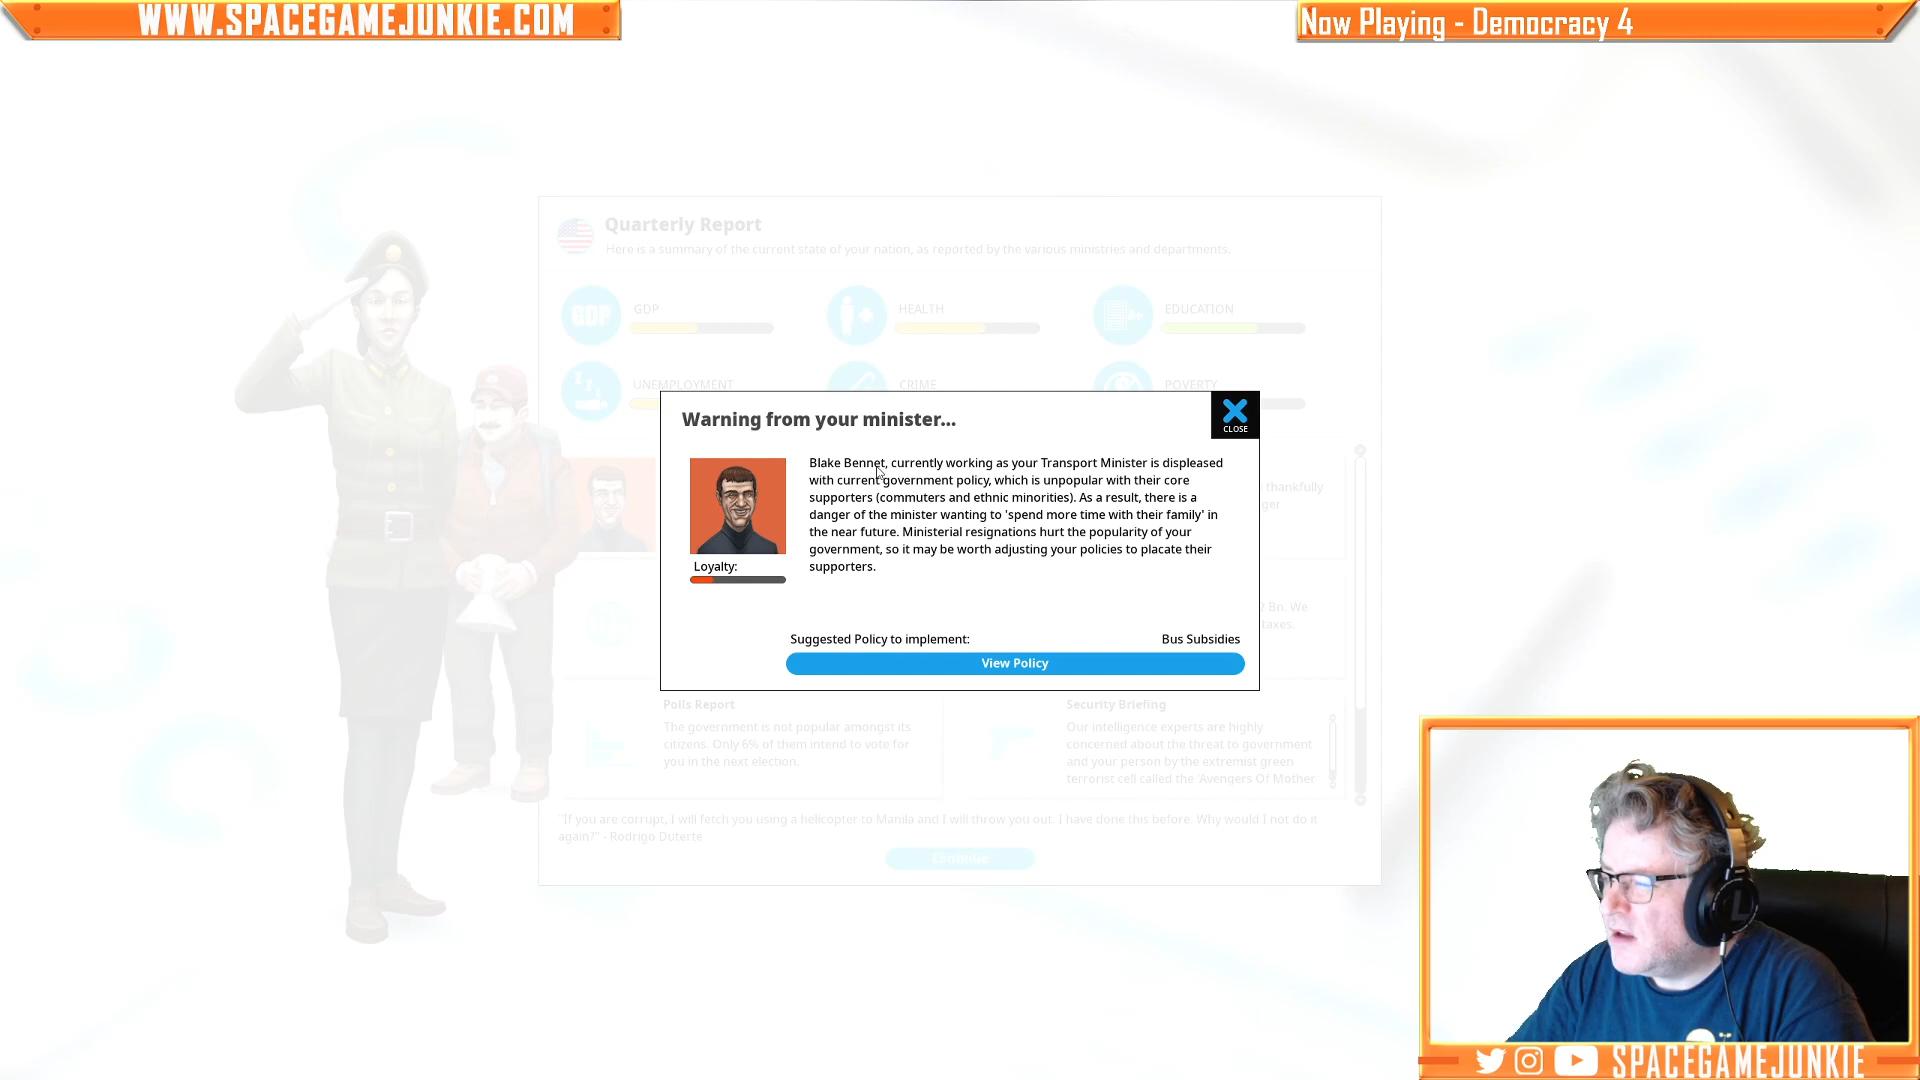 WWW.SPACEGAMEJUNKIE.COM
Now Playing - Democracy 4
Quarterly Report
Here is a summary of the current state of your nation, as reported by the various ministries and departments.
GDP
GDP
HEALTH
EDUCATION
UNEMPLOYMENT
CRIME
POVERTY
Warning from your minister...
CLOSE
Blake Bennet, currently working as your Transport Minister is displeased
with current government policy, which is unpopular with their core
supporters (commuters and ethnic minorities). As a result, there is a
danger of the minister wanting to 'spend more time with their family' in
the near future. Ministerial resignations hurt the popularity of your
government, so it may be worth adjusting your policies to placate their
supporters.
Loyalty:
Suggested Policy to implement:
Bus Subsidies
View Policy
thankfully
2 Bn. We
taxes.
Polls Report
The government is not popular amongst its
citizens. Only 6% of them intend to vote for
you in the next election.
Security Briefing
Our intelligence experts are highly
concerned about the threat to government
and your person by the extremist green
terrorist cell called the 'Avengers Of Mother
"If you are corrupt, I will fetch you using a helicopter to Manila and I will throw you out. I have done this before. Why would I not do it
again?" - Rodrigo Duterte
Continue
SPACEGAMEJUNKIE